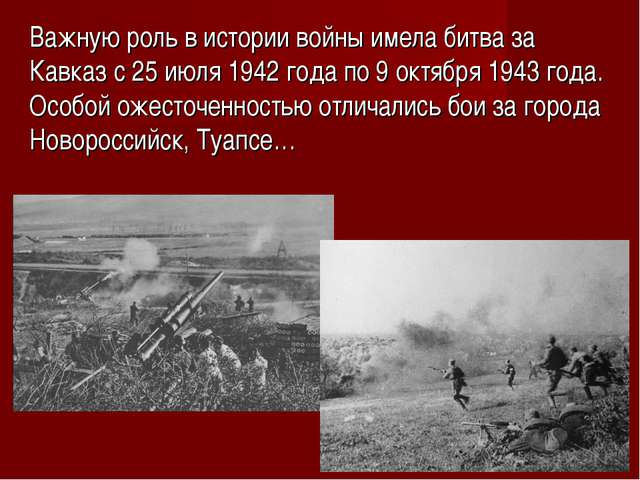 Важную роль в истории войны имела битва за
Кавказ с 25 июля 1942 года по 9 октября 1943 года.
Особой ожесточенностью отличались бои за города
Новороссийск, Туапсе…